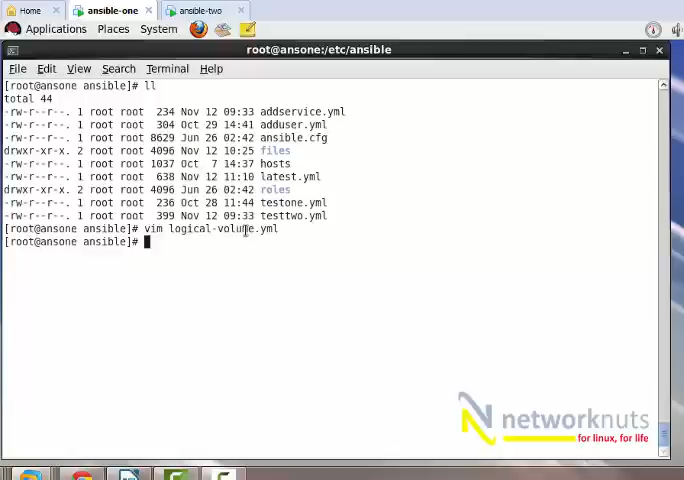 Home ansible-one ansible-two
Applications Places System
root@ansone:/etc/ansible
File Edit View Search Terminal Help
[root@ansone ansible]# ll
total 44
-rw-r--r--. 1 root root  234 Nov 12 09:33 addservice.yml
-rw-r--r--. 1 root root  304 Oct 29 14:41 adduser.yml
-rw-r--r--. 1 root root 8629 Jun 26 02:42 ansible.cfg
drwxr-xr-x. 2 root root 4096 Nov 12 10:25 files
-rw-r--r--. 1 root root 1037 Oct  7 14:37 hosts
-rw-r--r--. 1 root root  638 Nov 12 11:10 latest.yml
drwxr-xr-x. 2 root root 4096 Jun 26 02:42 roles
-rw-r--r--. 1 root root  236 Oct 28 11:44 testone.yml
-rw-r--r--. 1 root root  399 Nov 12 09:33 testtwo.yml
[root@ansone ansible]# vim logical-volume.yml
[root@ansone ansible]#
networknuts
for linux, for life